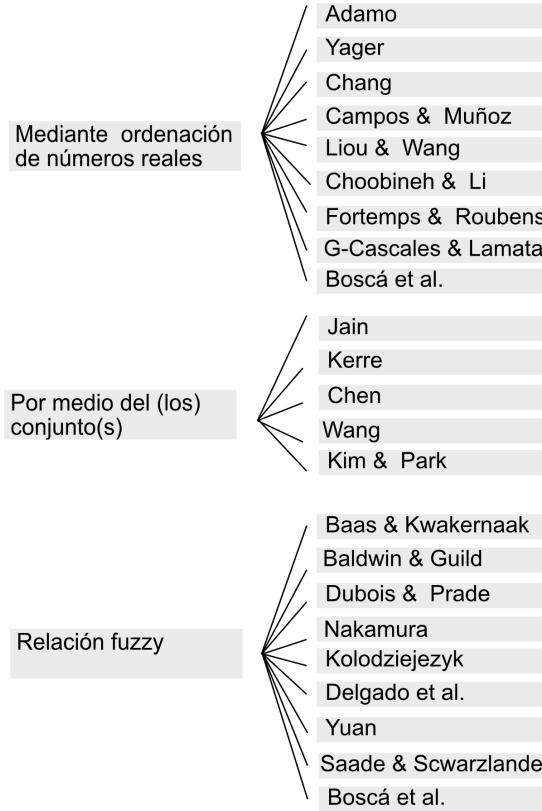 Mediante ordenación
de números reales
Adamo
Yager
Chang
Campos & Muñoz
Liou & Wang
Choobineh & Li
Fortemps & Roubens
G-Cascales & Lamata
Boscá et al.
Por medio del (los)
conjunto(s)
Jain
Kerre
Chen
Wang
Kim & Park
Relación fuzzy
Baas & Kwakernaak
Baldwin & Guild
Dubois & Prade
Nakamura
Kolodziejezyk
Delgado et al.
Yuan
Saade & Scwarzlande
Boscá et al.